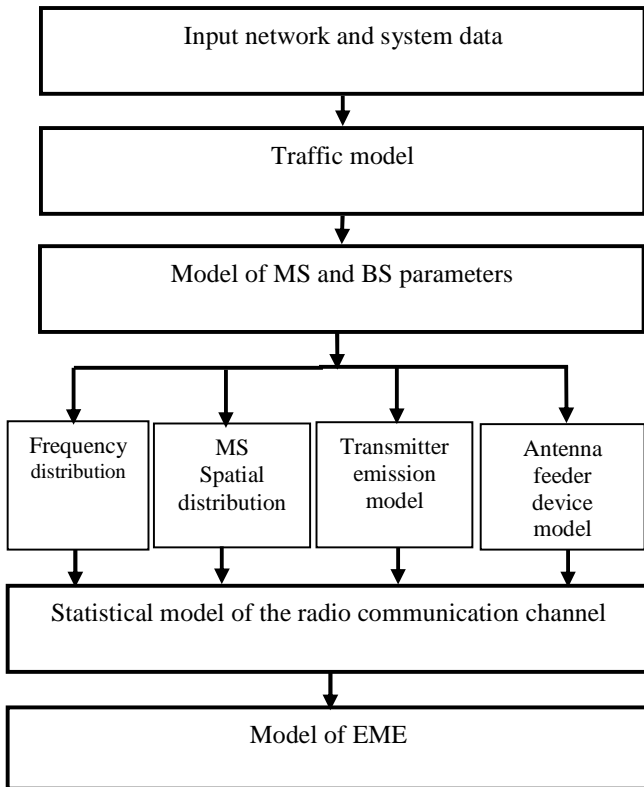 Input network and system data
Traffic model
Model of MS and BS parameters
Frequency
distribution
MS
Spatial
distribution
Transmitter
emission
model
Antenna
feeder
device
model
Statistical model of the radio communication channel
Model of EME